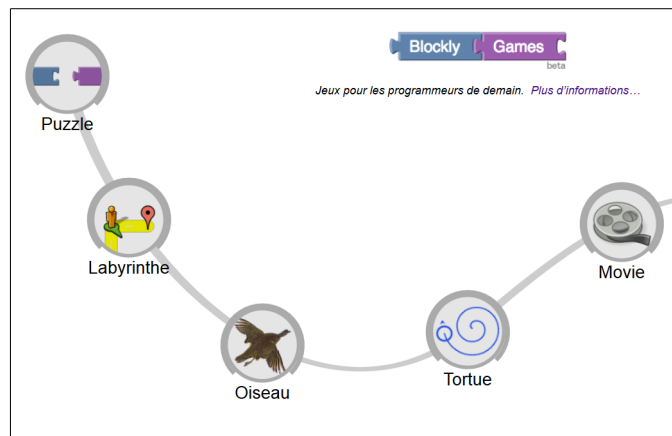 Blockly Games
beta
Jeux pour les programmeurs de demain. Plus d'informations…
Puzzle
Labyrinthe
Oiseau
Tortue
Movie